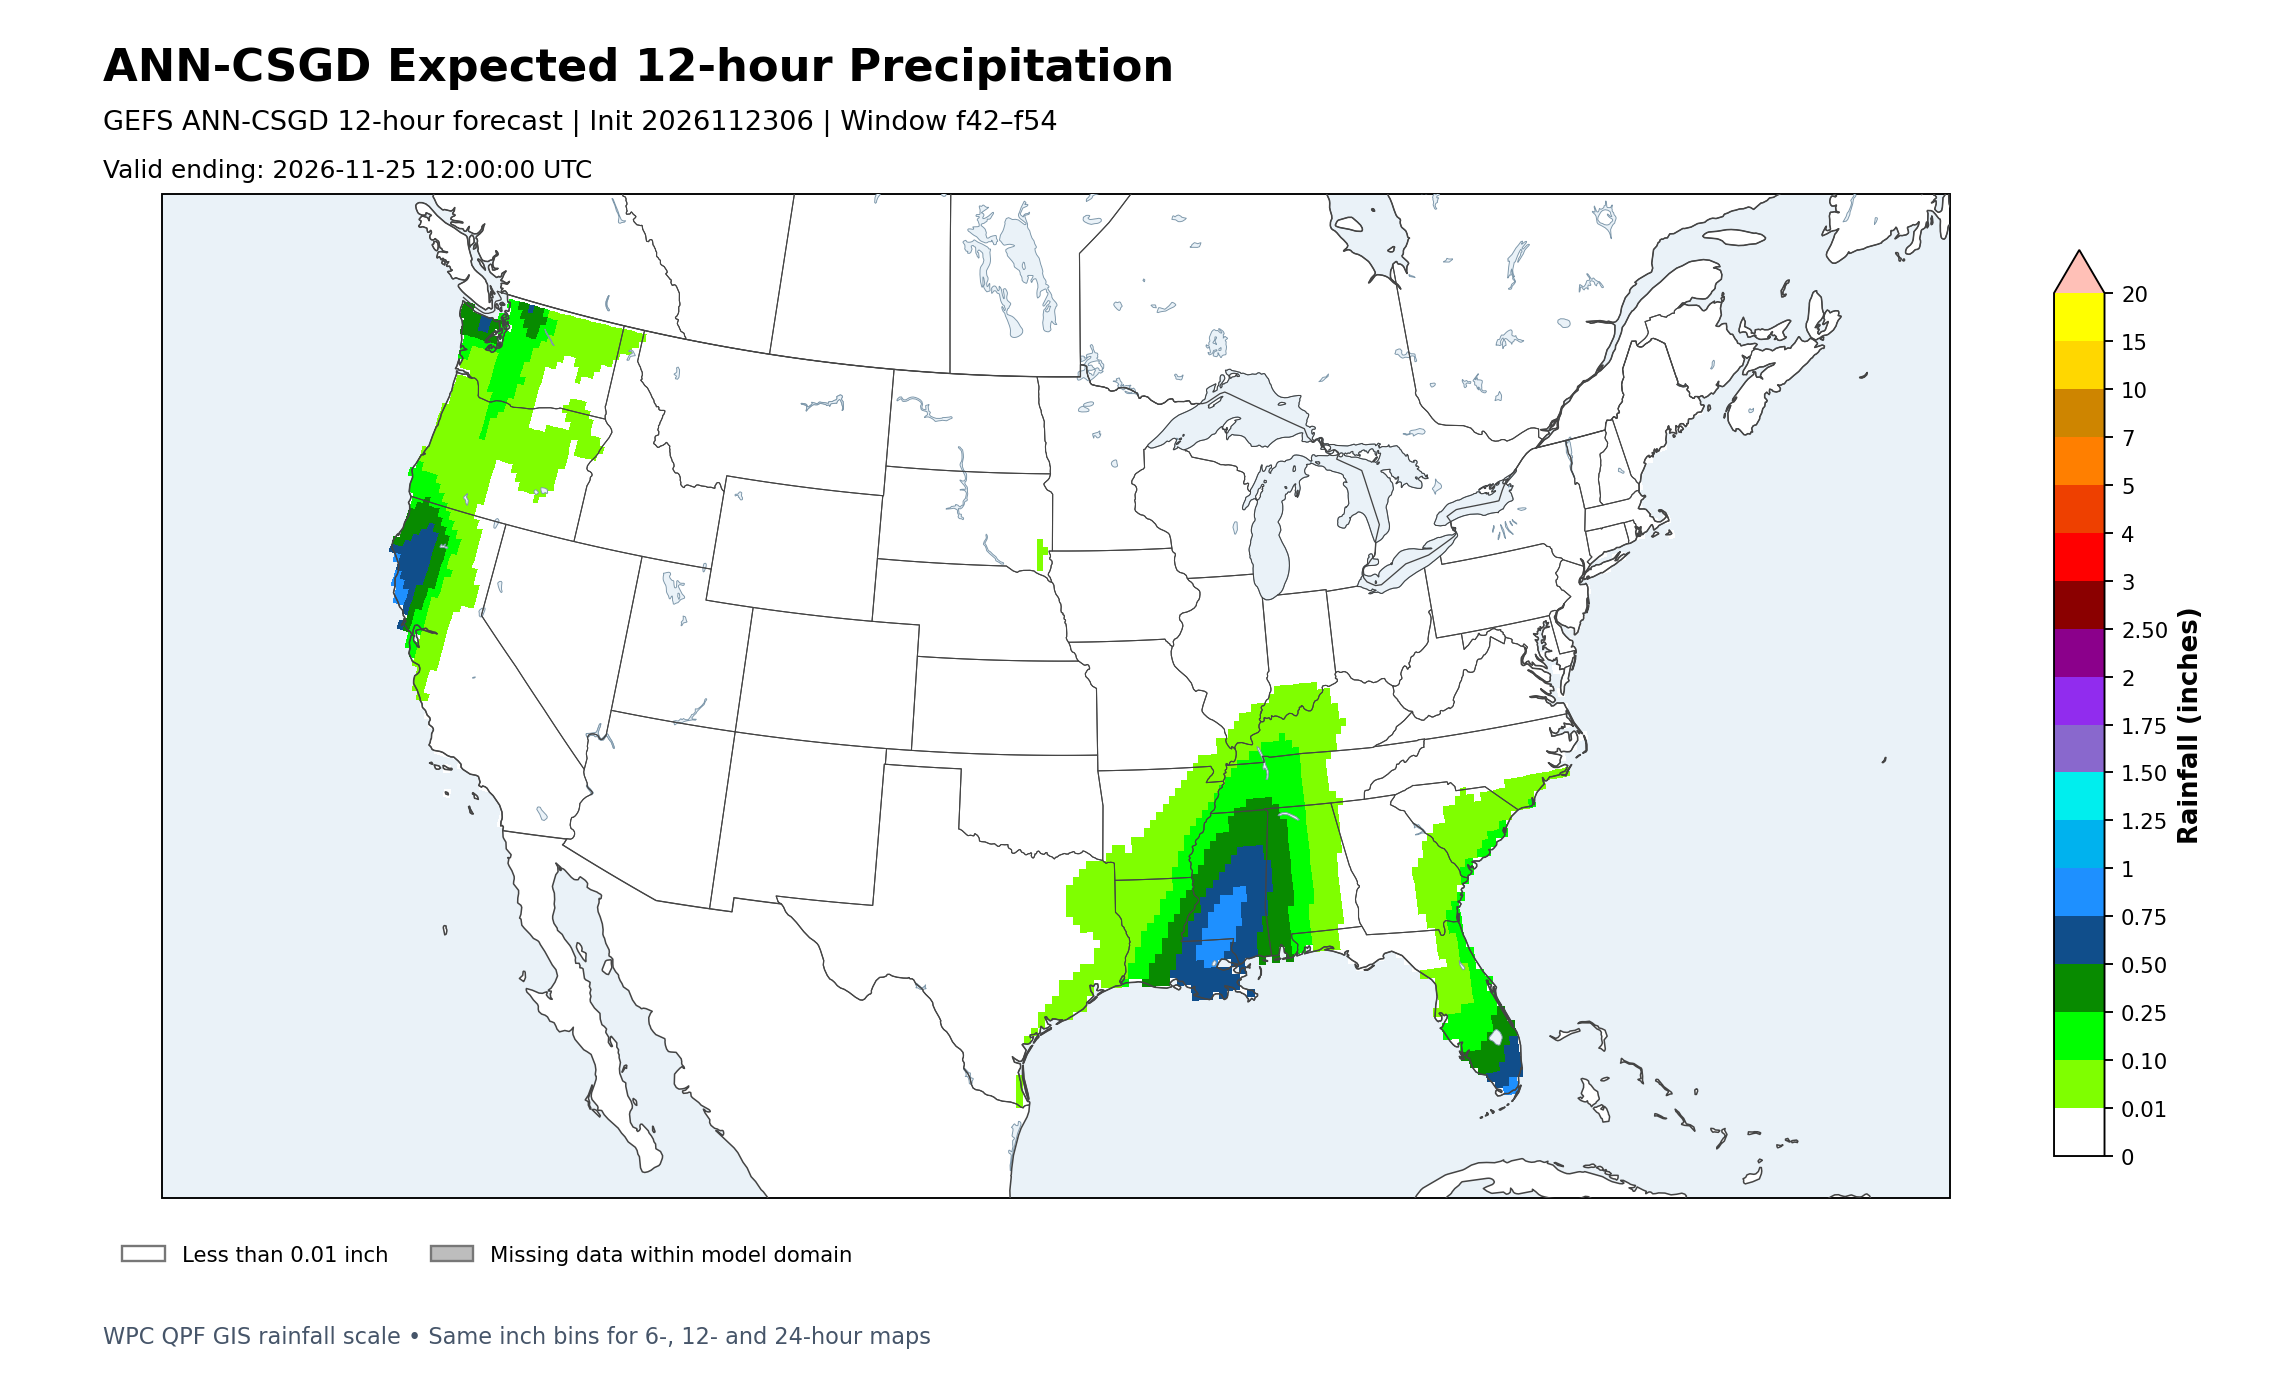 ANN-CSGD Expected 12-hour Precipitation
GEFS ANN-CSGD 12-hour forecast | Init 2026112306 | Window f42–f54
Valid ending: 2026-11-25 12:00:00 UTC
20
15
10
7
5
4
3
2.50
2
1.75
1.50
1.25
1
0.75
0.50
0.25
0.10
0.01
0
Rainfall (inches)
Less than 0.01 inch
Missing data within model domain
WPC QPF GIS rainfall scale • Same inch bins for 6-, 12- and 24-hour maps